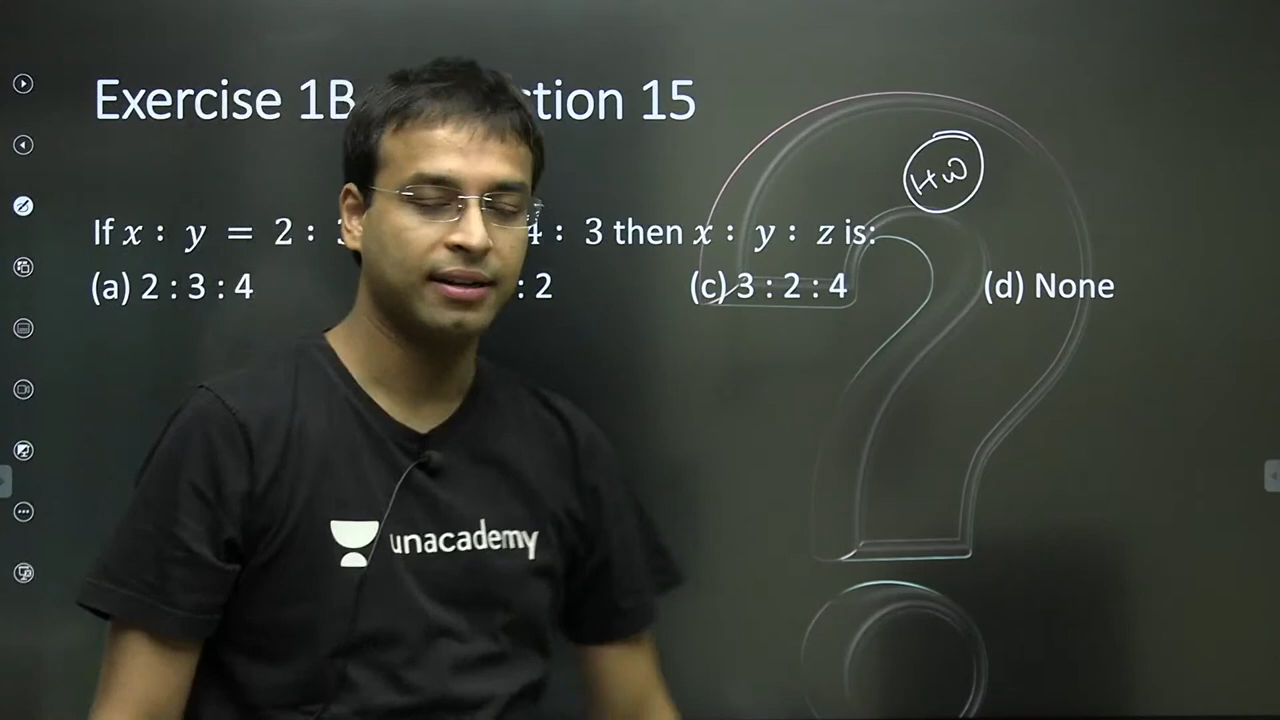 Exercise 1B ction 15
HW
If x : y = 2 : 4 : 3 then x : y : z is:
(a) 2 : 3 : 4 : 2 (c) 3 : 2 : 4 (d) None
unacademy